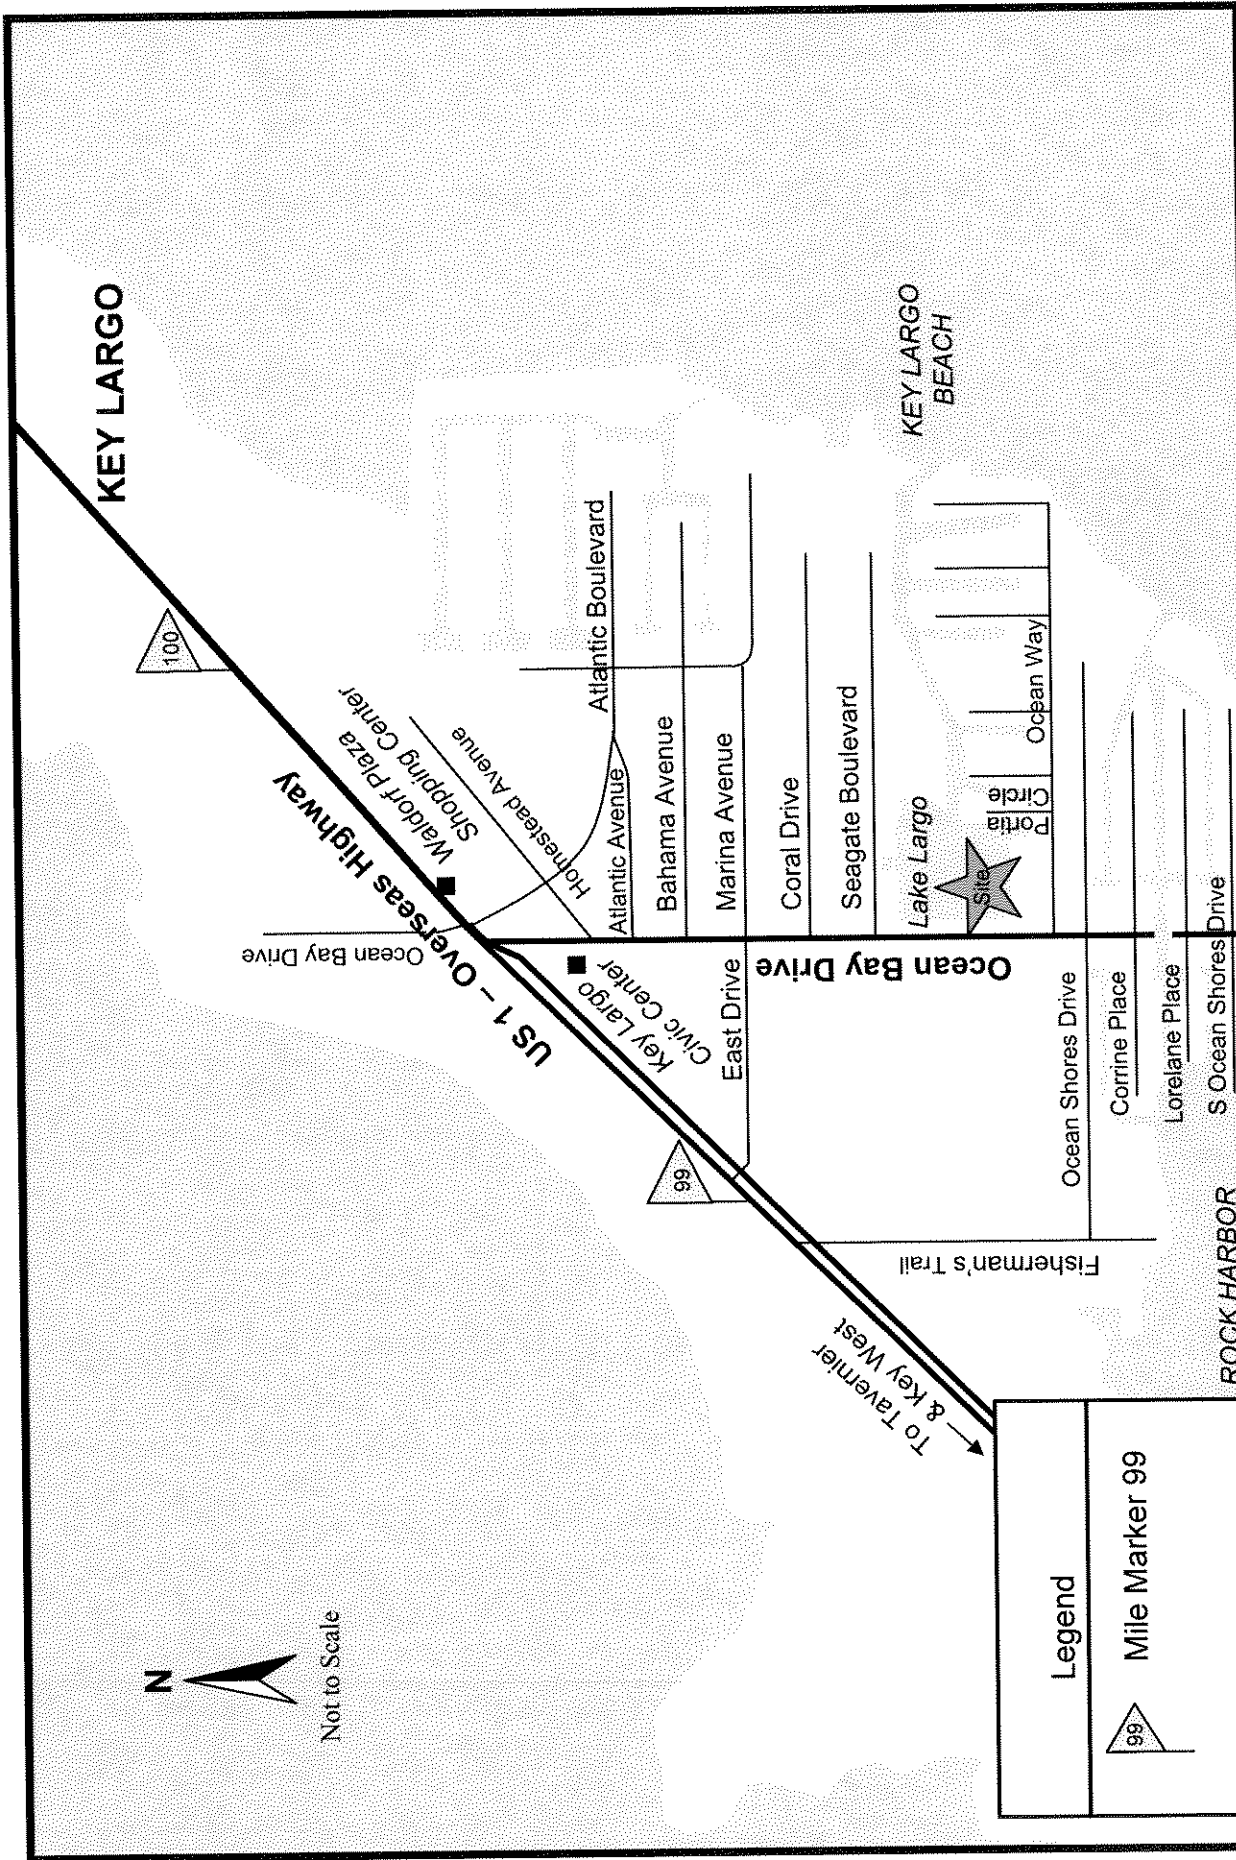 N
Not to Scale
KEY LARGO
100
Waldorf Plaza
Shopping Center
US 1 – Overseas Highway
Ocean Bay Drive
Homestead Avenue
Atlantic Boulevard
Atlantic Avenue
Key Largo
Civic Center
Bahama Avenue
99
East Drive
Marina Avenue
Ocean Bay Drive
Coral Drive
Seagate Boulevard
To Tavernier
& Key West
Fisherman's Trail
Lake Largo
KEY LARGO
BEACH
Site
Portia
Circle
Ocean Way
Ocean Shores Drive
Corrine Place
Lorelane Place
S Ocean Shores Drive
ROCK HARBOR
Legend
99
Mile Marker 99